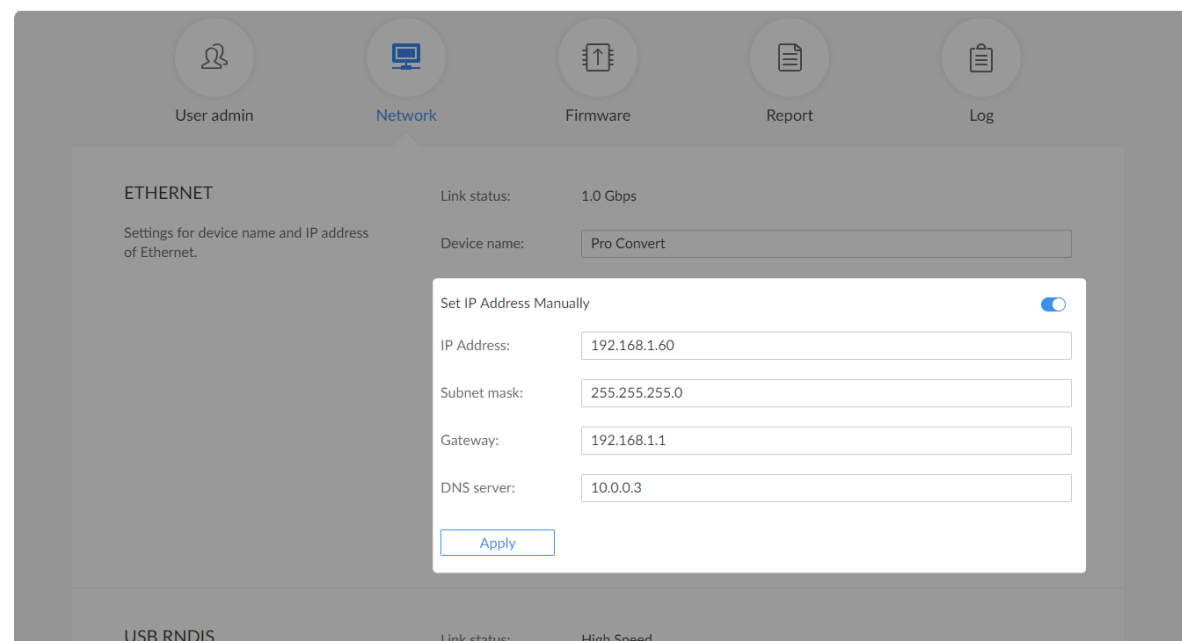 User admin
Network
Firmware
Report
Log
ETHERNET
Settings for device name and IP address
of Ethernet.
Link status: 1.0 Gbps
Device name: Pro Convert
Set IP Address Manually
IP Address: 192.168.1.60
Subnet mask: 255.255.255.0
Gateway: 192.168.1.1
DNS server: 10.0.0.3
Apply
USB RNDIS
Link status: High Speed